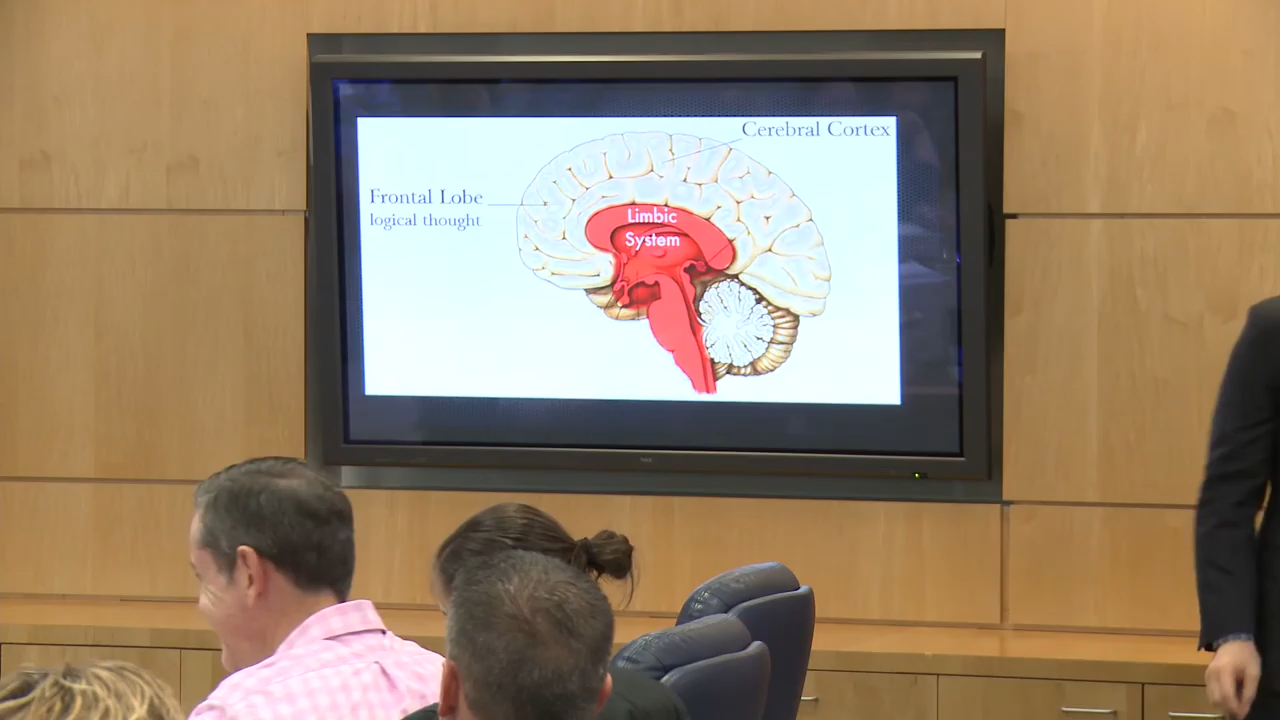 Cerebral Cortex
Frontal Lobe
logical thought
Limbic
System